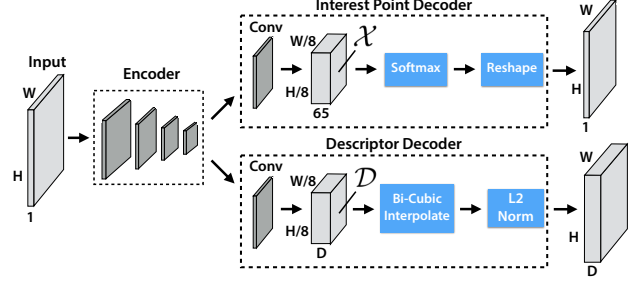 Interest Point Decoder
Input
W
H
1
Encoder
Conv
W/8
H/8
65
𝒳
Softmax
Reshape
W
H
1
Descriptor Decoder
Conv
W/8
H/8
D
𝒟
Bi-Cubic
Interpolate
L2
Norm
W
H
D